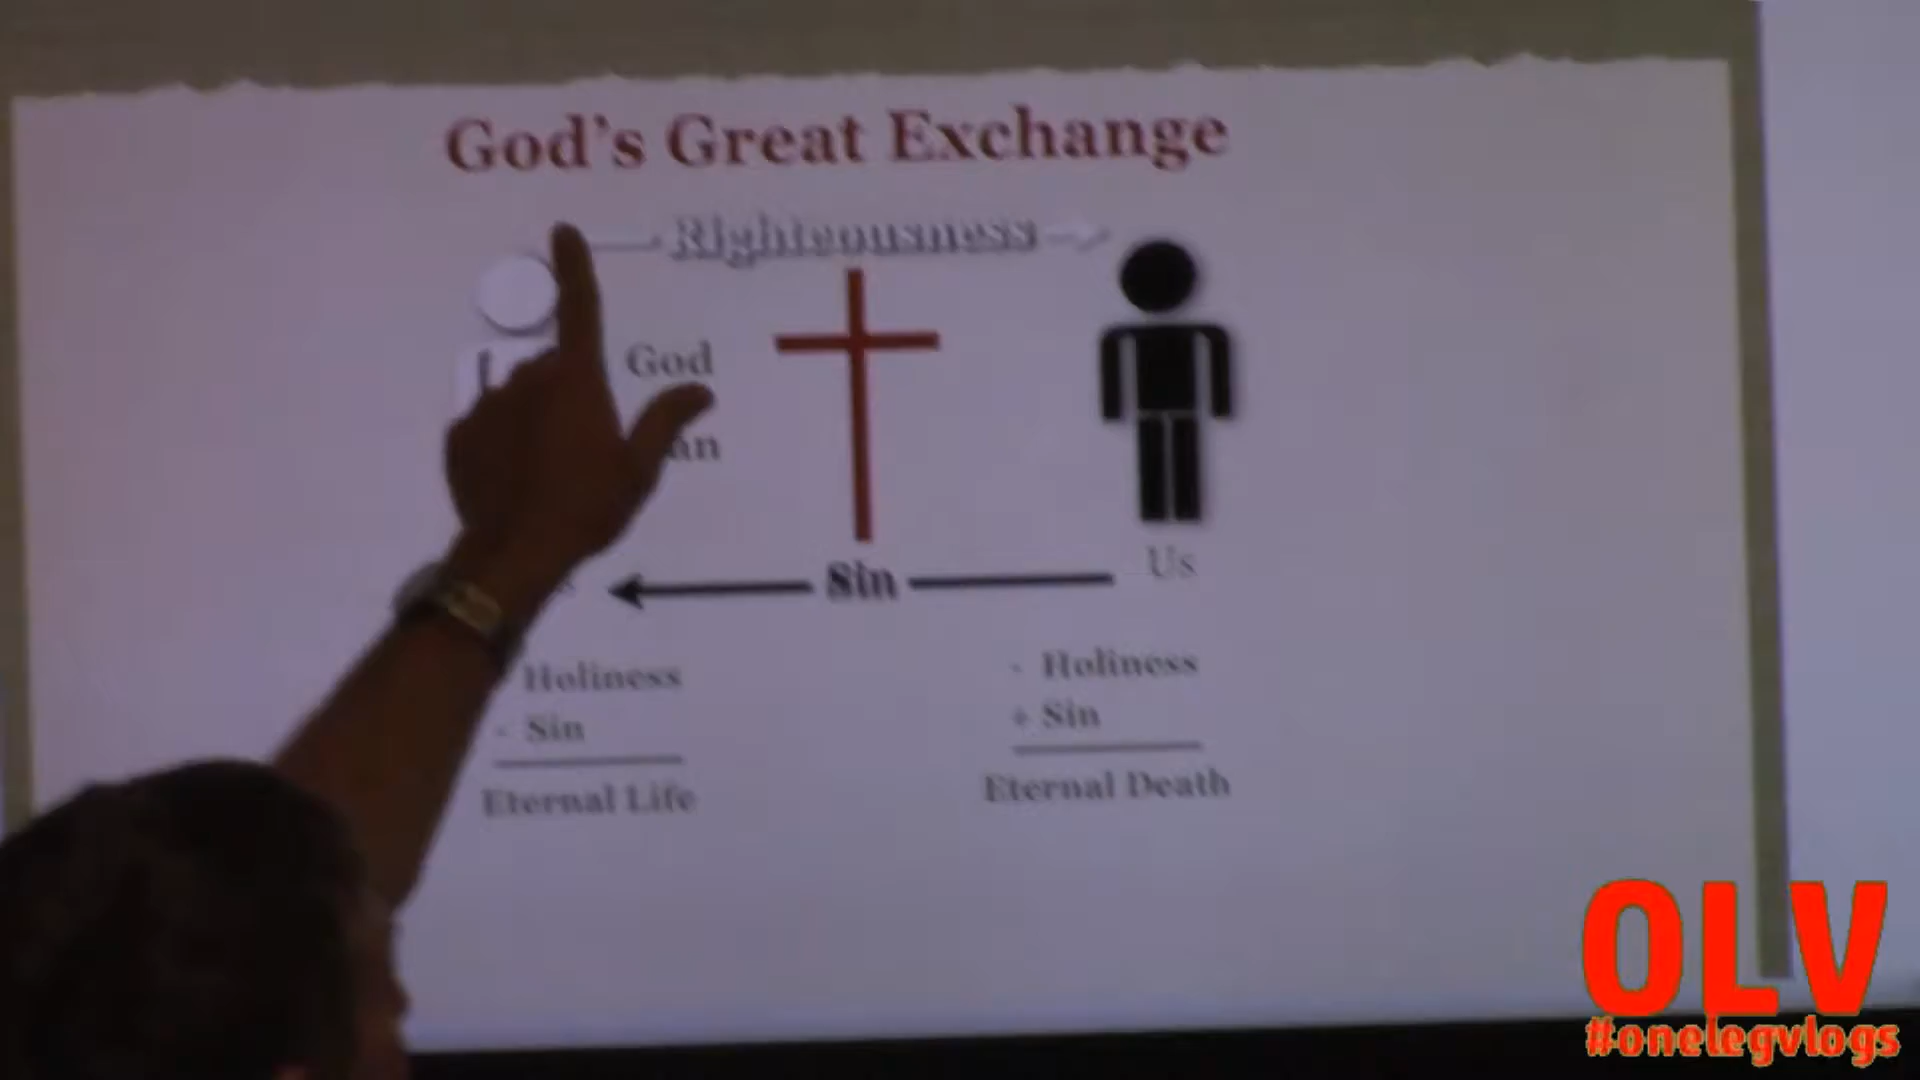 God's Great Exchange
Righteousness
God
Sin
Us
Holiness
- Sin
Eternal Life
- Holiness
+ Sin
Eternal Death
OLV
#onelegvlogs